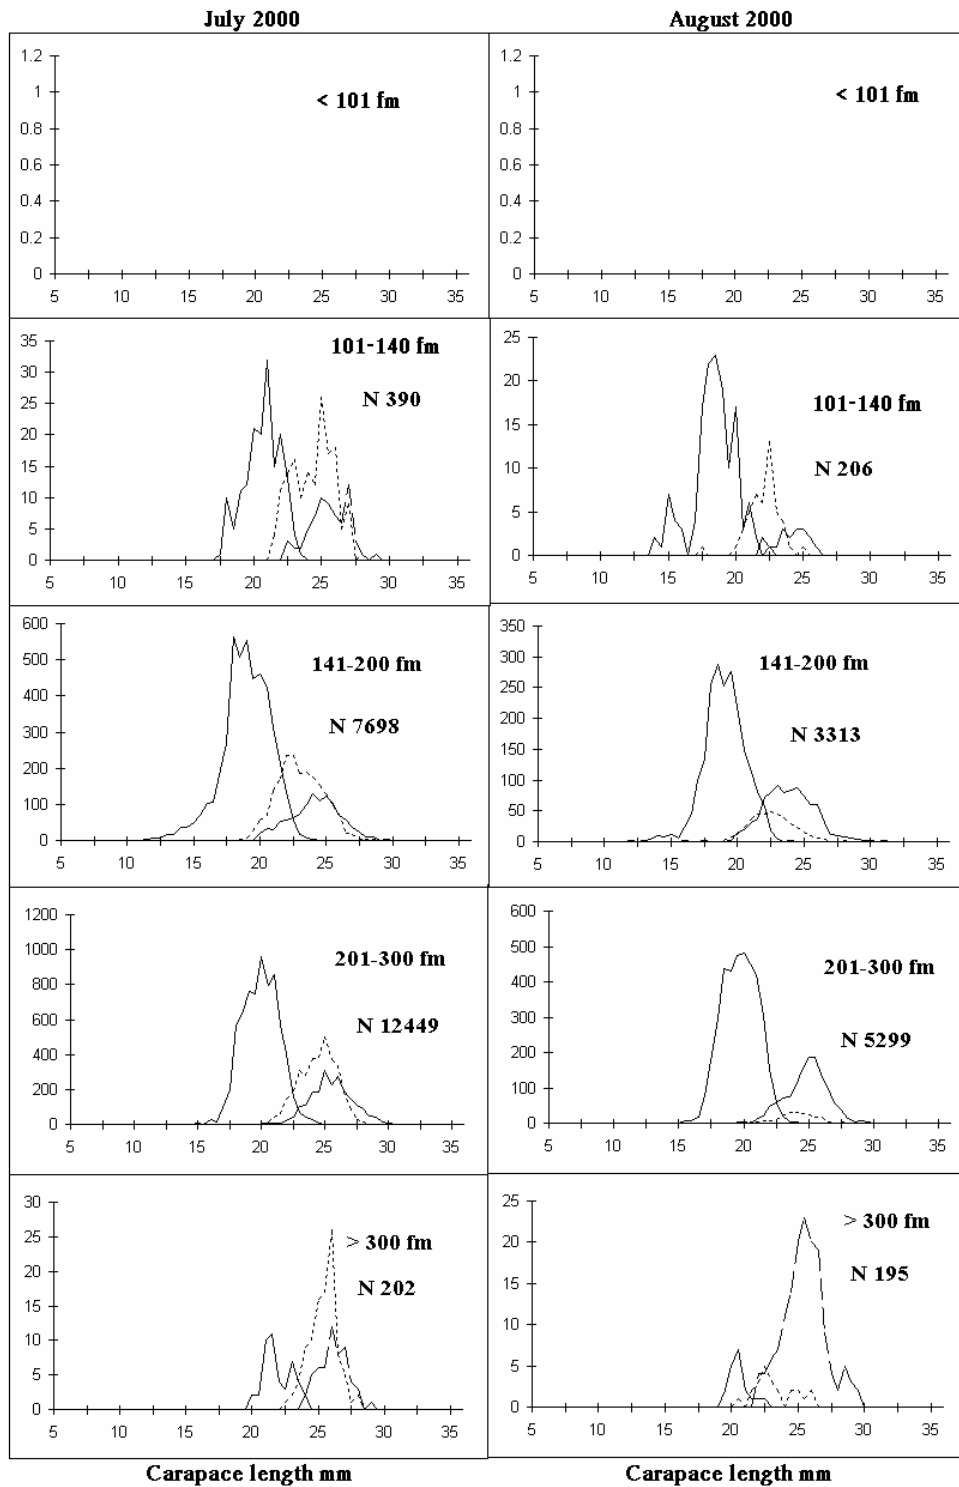 July 2000
August 2000
1.2
1
0.8
0.6
0.4
0.2
0
< 101 fm
5 10 15 20 25 30 35
1.2
1
0.8
0.6
0.4
0.2
0
< 101 fm
5 10 15 20 25 30 35
35
30
25
20
15
10
5
0
101-140 fm
N 390
5 10 15 20 25 30 35
25
20
15
10
5
0
101-140 fm
N 206
5 10 15 20 25 30 35
600
500
400
300
200
100
0
141-200 fm
N 7698
5 10 15 20 25 30 35
350
300
250
200
150
100
50
0
141-200 fm
N 3313
5 10 15 20 25 30 35
1200
1000
800
600
400
200
0
201-300 fm
N 12449
5 10 15 20 25 30 35
600
500
400
300
200
100
0
201-300 fm
N 5299
5 10 15 20 25 30 35
30
25
20
15
10
5
0
> 300 fm
N 202
5 10 15 20 25 30 35
25
20
15
10
5
0
> 300 fm
N 195
5 10 15 20 25 30 35
Carapace length mm
Carapace length mm